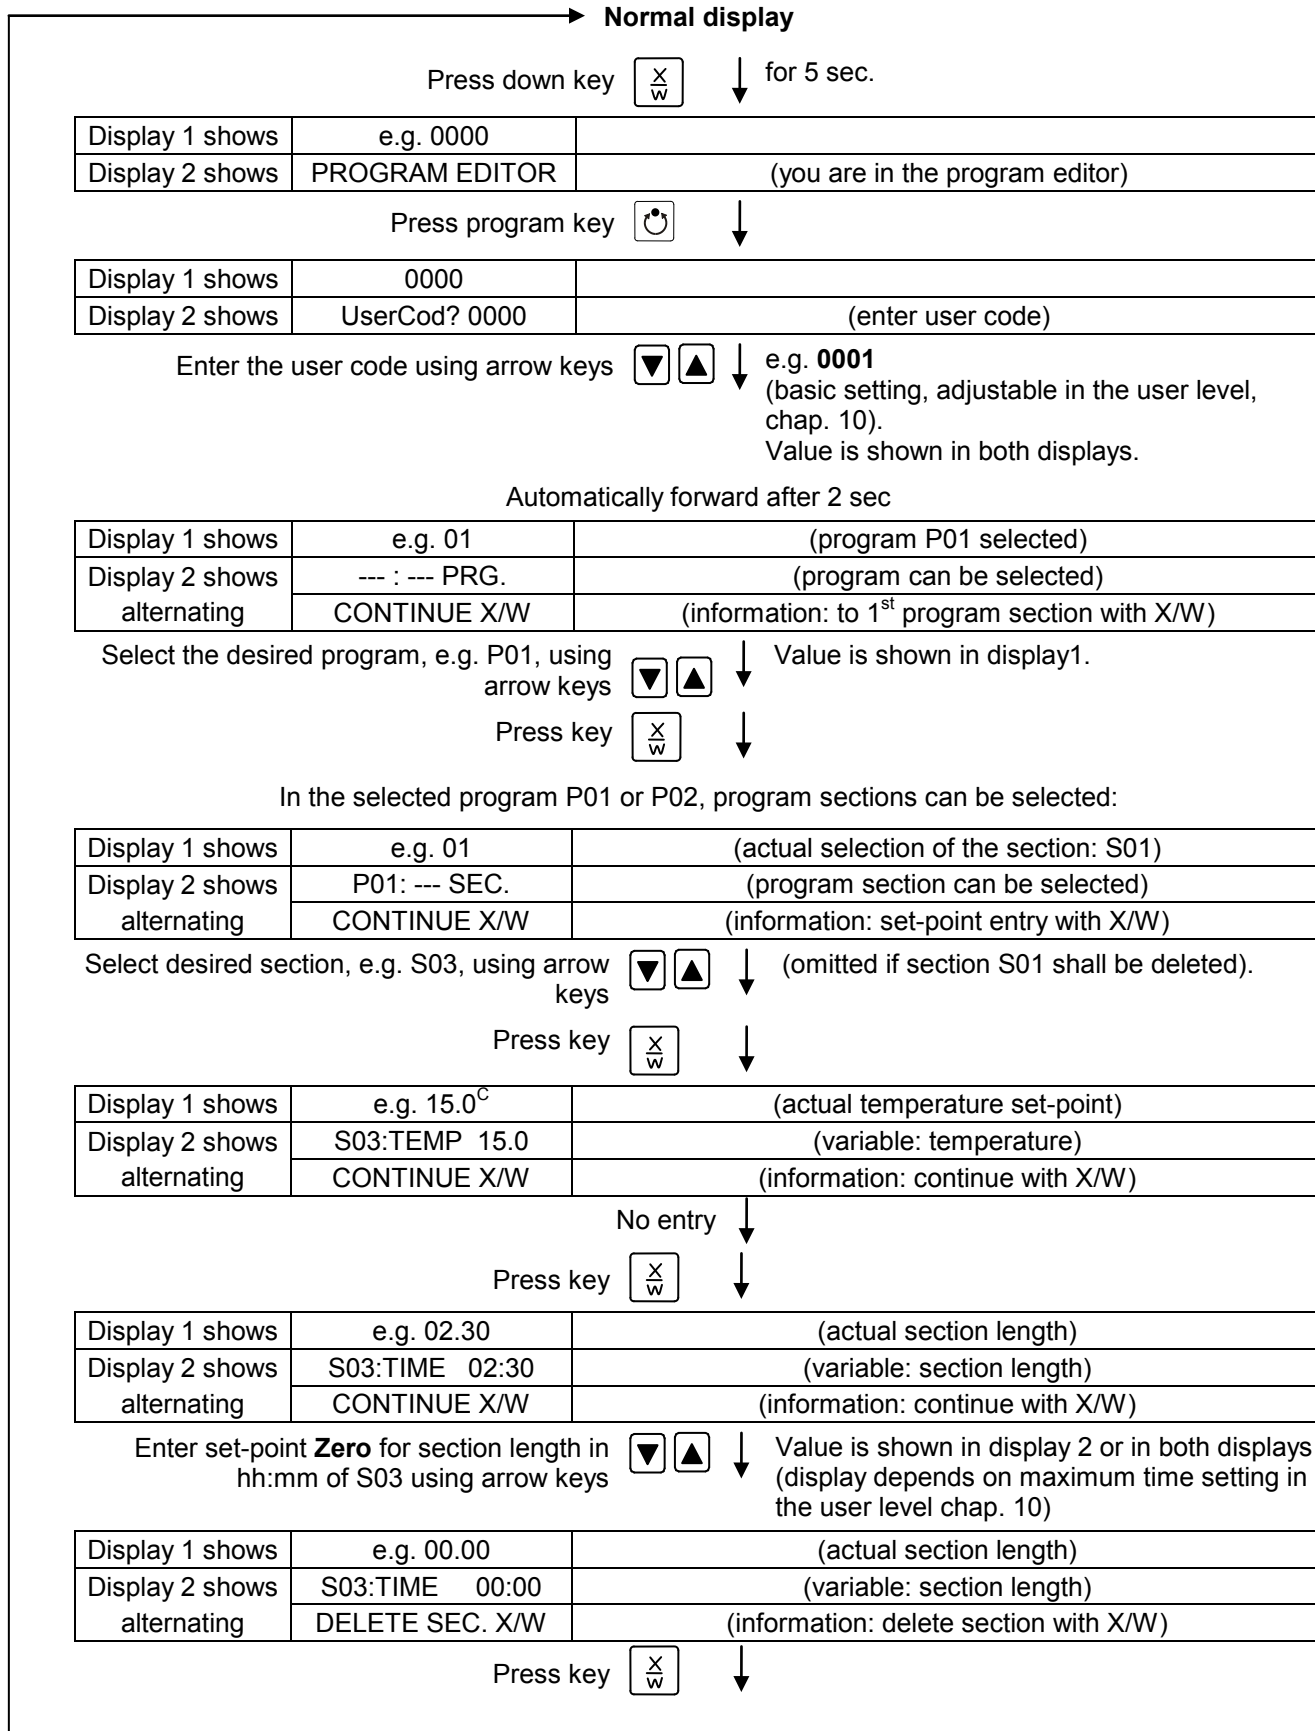 Normal display
Press down key X/W for 5 sec.
Display 1 shows e.g. 0000
Display 2 shows PROGRAM EDITOR (you are in the program editor)
Press program key
Display 1 shows 0000
Display 2 shows UserCod? 0000 (enter user code)
Enter the user code using arrow keys e.g. 0001
(basic setting, adjustable in the user level,
chap. 10).
Value is shown in both displays.
Automatically forward after 2 sec
Display 1 shows e.g. 01 (program P01 selected)
Display 2 shows --- : --- PRG. (program can be selected)
alternating CONTINUE X/W (information: to 1st program section with X/W)
Select the desired program, e.g. P01, using Value is shown in display1.
arrow keys
Press key X/W
In the selected program P01 or P02, program sections can be selected:
Display 1 shows e.g. 01 (actual selection of the section: S01)
Display 2 shows P01: --- SEC. (program section can be selected)
alternating CONTINUE X/W (information: set-point entry with X/W)
Select desired section, e.g. S03, using arrow (omitted if section S01 shall be deleted).
keys
Press key X/W
Display 1 shows e.g. 15.0C (actual temperature set-point)
Display 2 shows S03:TEMP 15.0 (variable: temperature)
alternating CONTINUE X/W (information: continue with X/W)
No entry
Press key X/W
Display 1 shows e.g. 02.30 (actual section length)
Display 2 shows S03:TIME 02:30 (variable: section length)
alternating CONTINUE X/W (information: continue with X/W)
Enter set-point Zero for section length in Value is shown in display 2 or in both displays
hh:mm of S03 using arrow keys (display depends on maximum time setting in
the user level chap. 10)
Display 1 shows e.g. 00.00 (actual section length)
Display 2 shows S03:TIME 00:00 (variable: section length)
alternating DELETE SEC. X/W (information: delete section with X/W)
Press key X/W